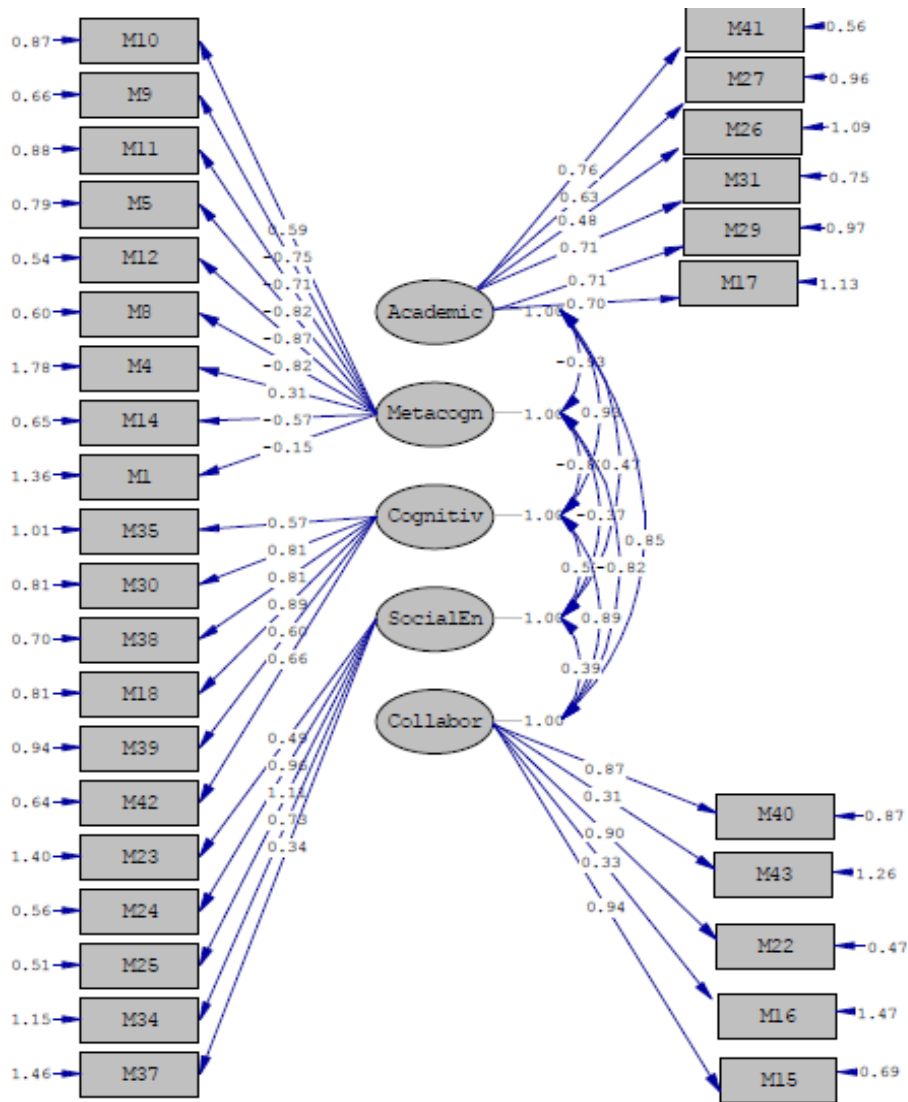 M41 0.56
0.87 M10
M27 0.96
0.66 M9
M26 1.09
0.88 M11
0.76
M31 0.75
0.63
0.79 M5
0.48
M29 0.97
0.59
0.71
-0.75
0.54 M12
0.71
M17 1.13
-0.71
0.70
0.60 M8
-0.82
Academic 1.00
-0.87
-0.82
-0.93
1.78 M4
0.31
0.65 M14
-0.57
Metacogn 1.00
-0.15
0.47
1.36 M1
Cognitiv 1.00
-0.37
1.01 M35
0.57
0.85
0.81
-0.82
0.81 M30
0.81
0.89
SocialEn 1.00
0.89
0.70 M38
0.60
0.66
0.39
0.81 M18
Collabor 1.00
0.49
0.94 M39
0.96
0.87
1.11
0.31
0.64 M42
0.73
M40 0.87
0.90
0.34
1.40 M23
0.33
M43 1.26
0.94
0.56 M24
M22 0.47
0.51 M25
M16 1.47
1.15 M34
1.46 M37
M15 0.69